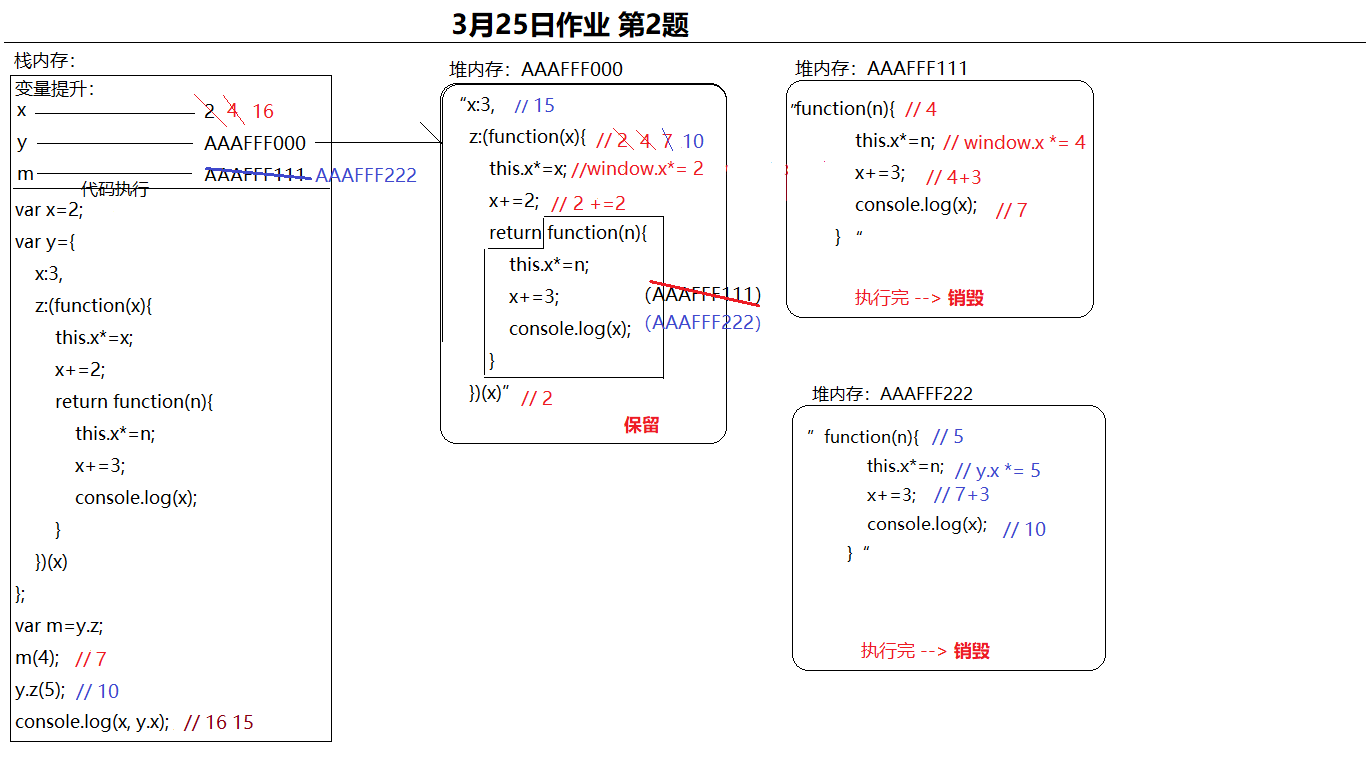 3月25日作业 第2题
栈内存：
变量提升：
x 2 4 16
y AAAFFF000
m AAAFFF111 AAAFFF222
代码执行
var x=2;
var y={
x:3,
z:(function(x){
this.x*=x;
x+=2;
return function(n){
this.x*=n;
x+=3;
console.log(x);
}
})(x)
};
var m=y.z;
m(4); // 7
y.z(5); // 10
console.log(x, y.x); // 16 15
堆内存：AAAFFF000
“x:3, // 15
z:(function(x){ // 2 4 7 10
this.x*=x; //window.x*= 2
x+=2; // 2 +=2
return function(n){
this.x*=n;
x+=3; (AAAFFF111)
console.log(x); (AAAFFF222)
}
})(x)” // 2
保留
堆内存：AAAFFF111
”function(n){ // 4
this.x*=n; // window.x *= 4
x+=3; // 4+3
console.log(x); // 7
} “
执行完 --> 销毁
堆内存：AAAFFF222
” function(n){ // 5
this.x*=n; // y.x *= 5
x+=3; // 7+3
console.log(x); // 10
} “
执行完 --> 销毁